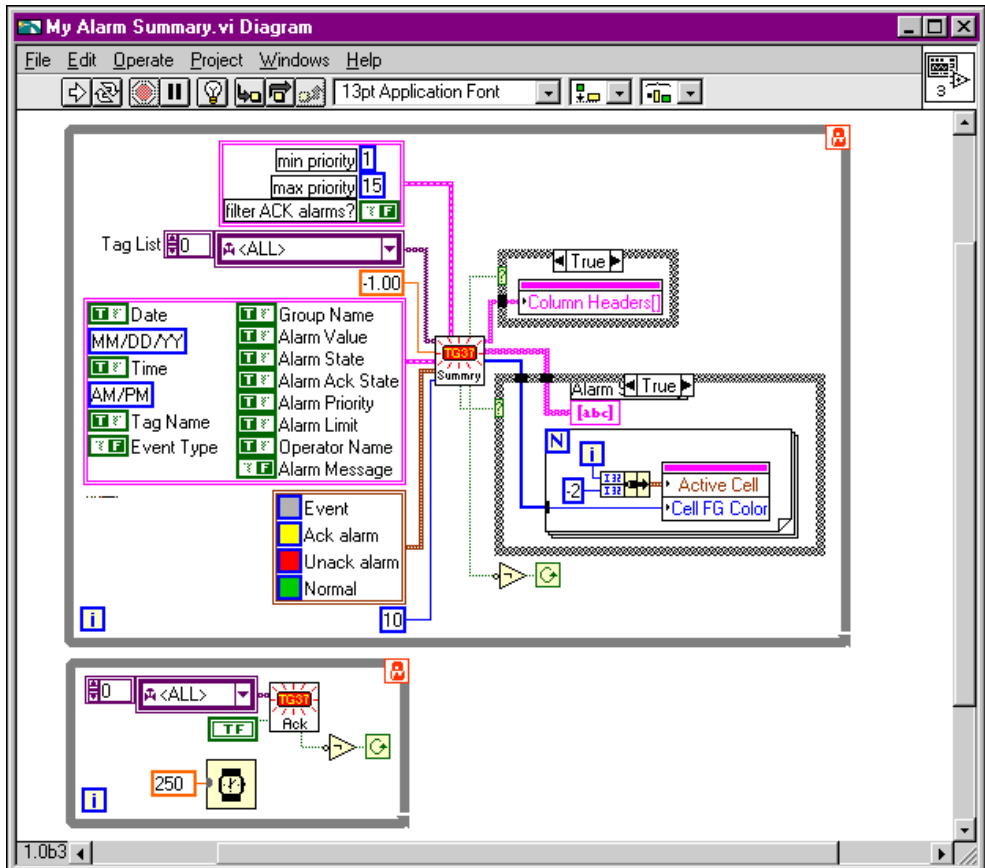 My Alarm Summary.vi Diagram
File Edit Operate Project Windows Help
13pt Application Font
3
min priority 1
max priority 15
filter ACK alarms? F
Tag List 0 <ALL>
-1.00
True
Column Headers[]
T Date
MM/DD/YY
T Time
AM/PM
T Tag Name
F Event Type
T Group Name
T Alarm Value
T Alarm State
T Alarm Ack State
T Alarm Priority
T Alarm Limit
T Operator Name
F Alarm Message
TG37
Summry
?
?
Alarm S
True
[abc]
N
i
-2
I32
I32
Active Cell
Cell FG Color
Event
Ack alarm
Unack alarm
Normal
10
i
0 <ALL>
TG37
Ack
TF
250
i
1.0b3